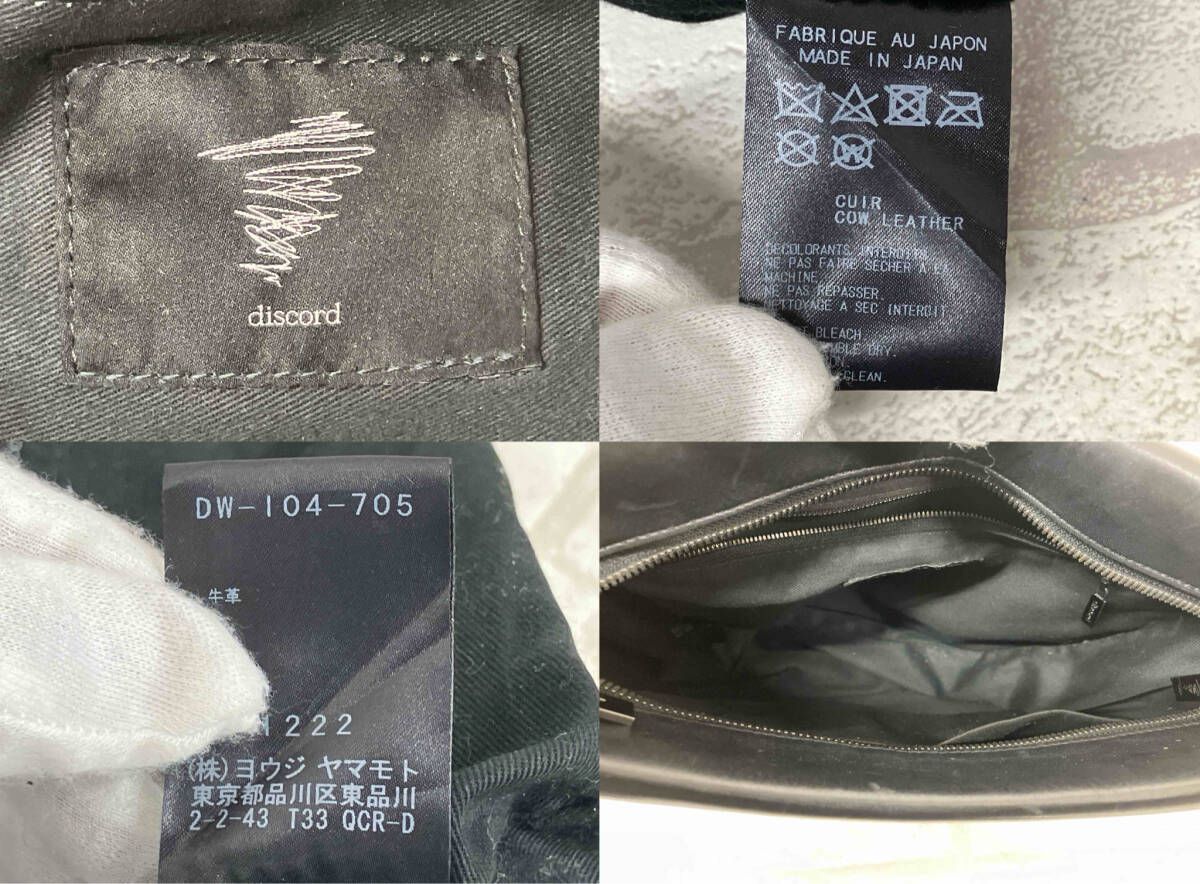 discord
FABRIQUE AU JAPON
MADE IN JAPAN
CUIR
COW LEATHER
DECOLORANTS INTERDITS
NE PAS FAIRE SECHER A LA
MACHINE.
NE PAS REPASSER.
NETTOYAGE A SEC INTERDIT
BLEACH
DRY.
CLEAN.
DW-I04-705
牛革
1222
(株)ヨウジ ヤマモト
東京都品川区東品川
2-2-43 T33 QCR-D